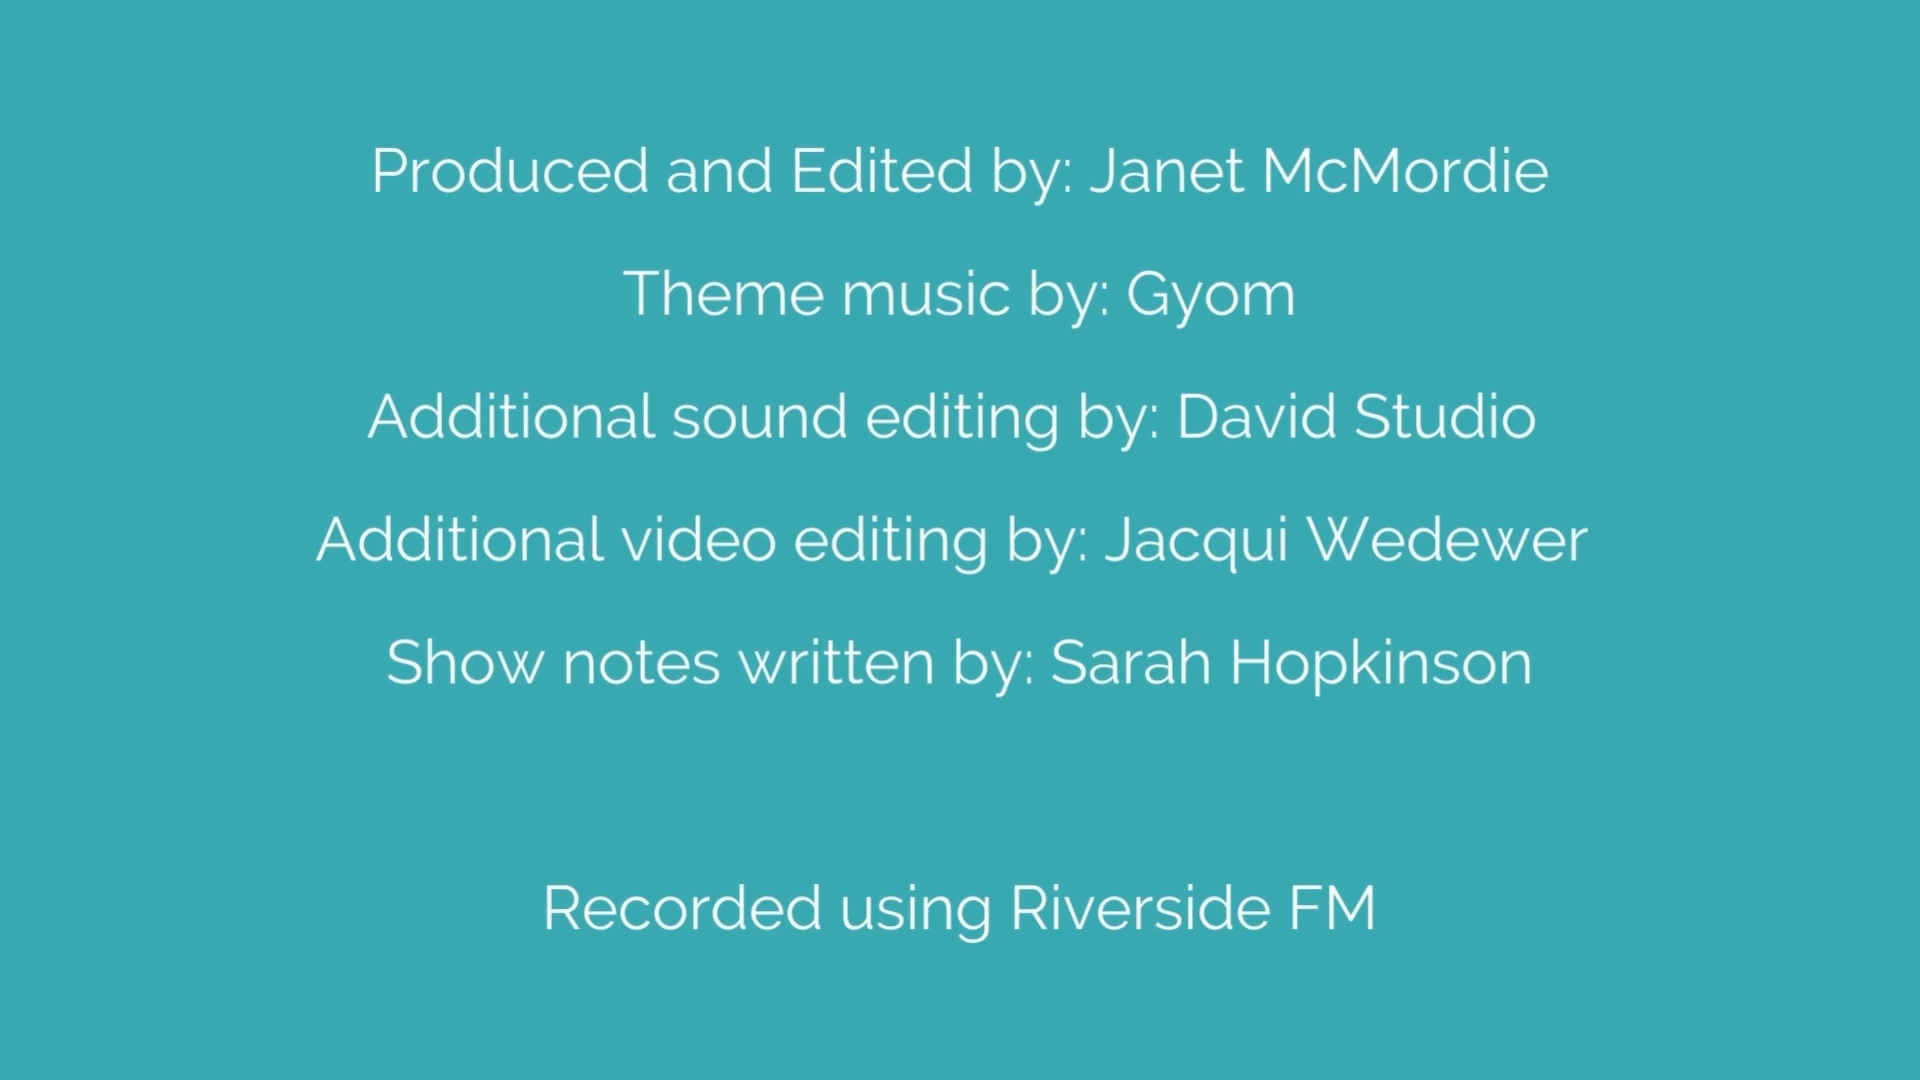 Produced and Edited by: Janet McMordie
Theme music by: Gyom
Additional sound editing by: David Studio
Additional video editing by: Jacqui Wedewer
Show notes written by: Sarah Hopkinson
Recorded using Riverside FM